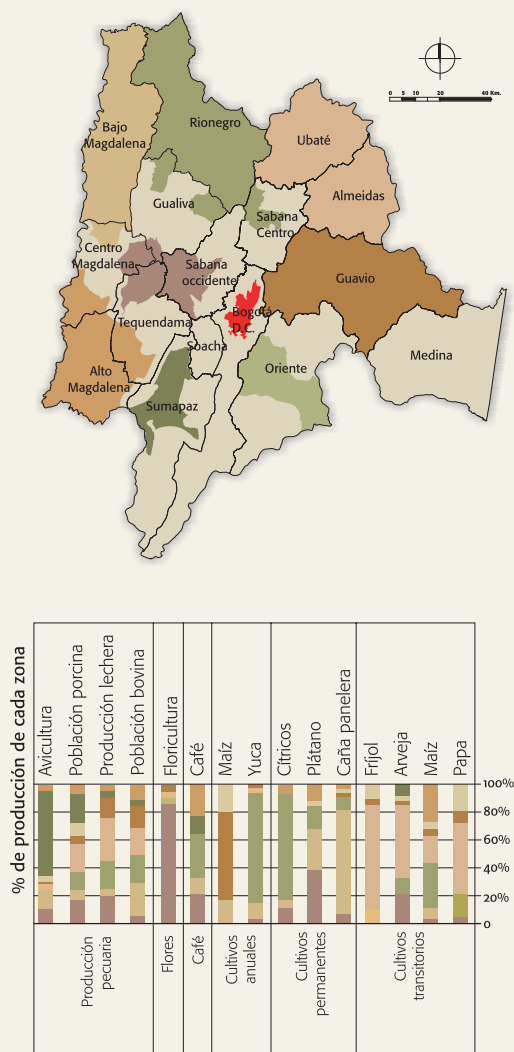 0 5 10 20 40 Km.
Rionegro
Bajo
Magdalena
Ubaté
Almeidas
Gualiva
Sabana
Centro
Centro
Magdalena
Sabana
occidente
Guavio
Bogotá
D.C.
Tequendama
Soacha
Medina
Oriente
Alto
Magdalena
Sumapaz
% de producción de cada zona
Avicultura
Población porcina
Producción lechera
Población bovina
Floricultura
Café
Maíz
Yuca
Cítricos
Plátano
Caña panelera
Fríjol
Arveja
Maíz
Papa
100%
80%
60%
40%
20%
0
Producción
pecuaria
Flores
Café
Cultivos
anuales
Cultivos
permanentes
Cultivos
transitorios